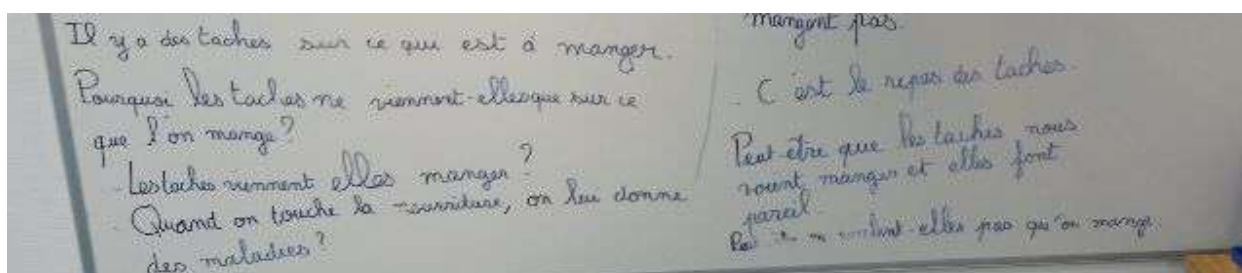 Il y a des taches sur ce qui est à manger.
Pourquoi les taches ne viennent-elles que sur ce
que l'on mange?
. Les taches viennent elles manger?
. Quand on touche la nourriture, on leu donne
des maladies?
mangent pas.
. C'est le repas des taches.
Peut être que les taches nous
voient manger et elles font
pareil.
elles pas qu'on mange.